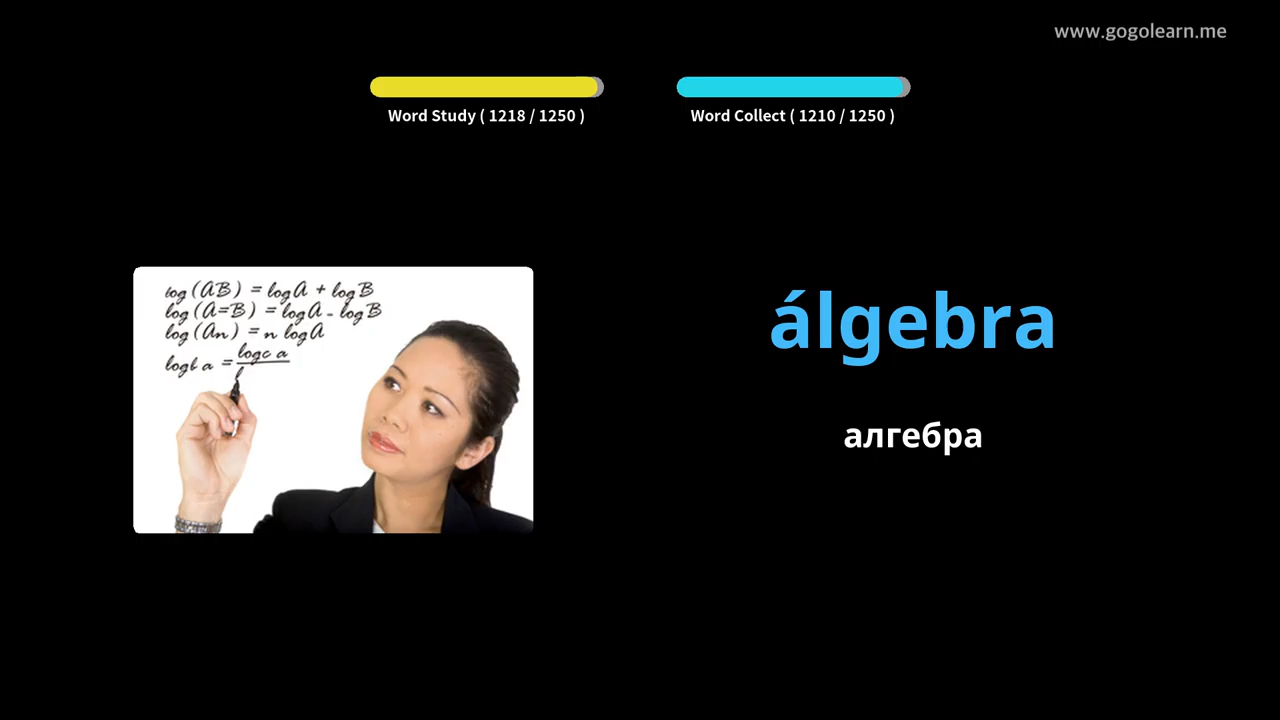 www.gogolearn.me
Word Study ( 1218 / 1250 )
Word Collect ( 1210 / 1250 )
log (AB) = log A + log B
log (A=B) = log A - log B
log (An) = n log A
logb a = logc a
álgebra
алгебра